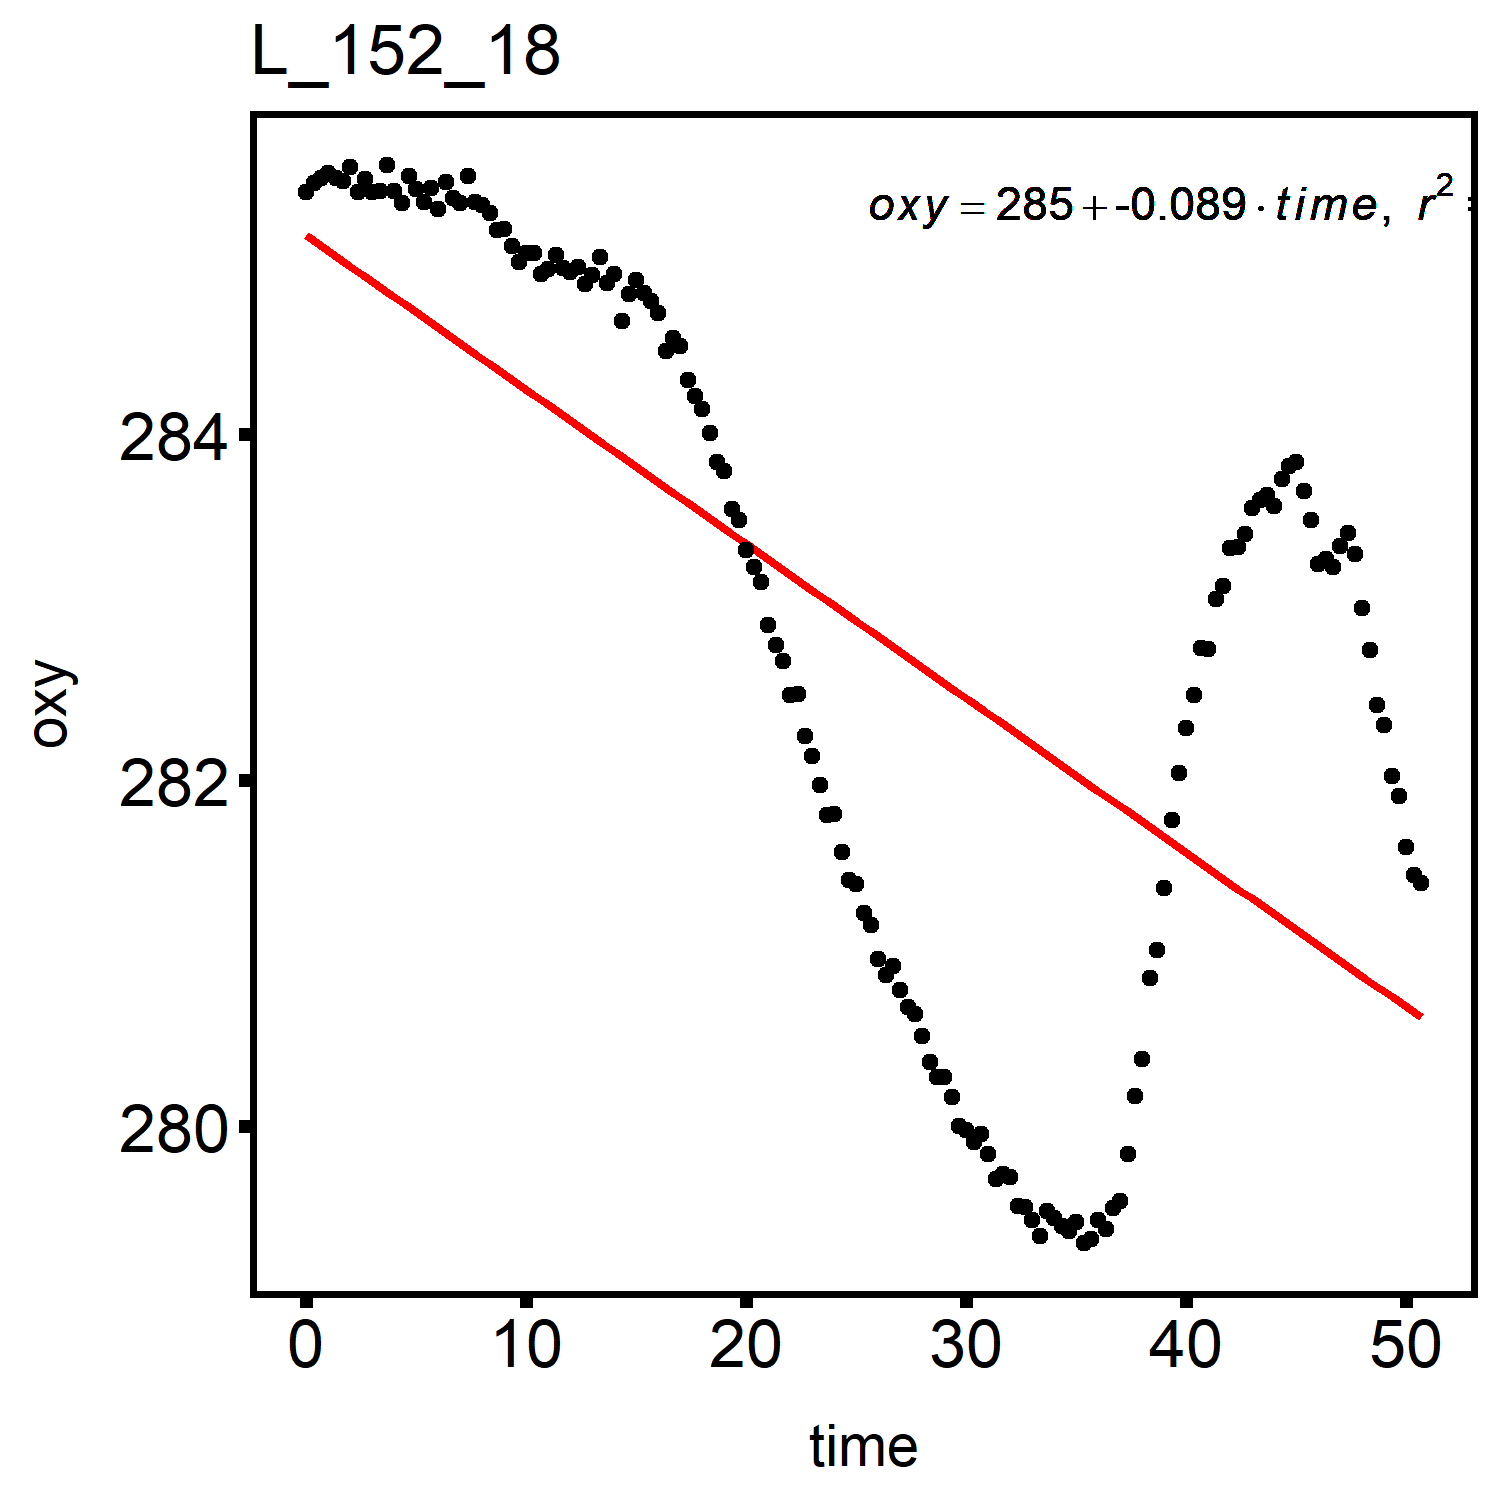 L_152_18
oxy = 285 + -0.089 · time, r² =
oxy
284
282
280
0 10 20 30 40 50
time